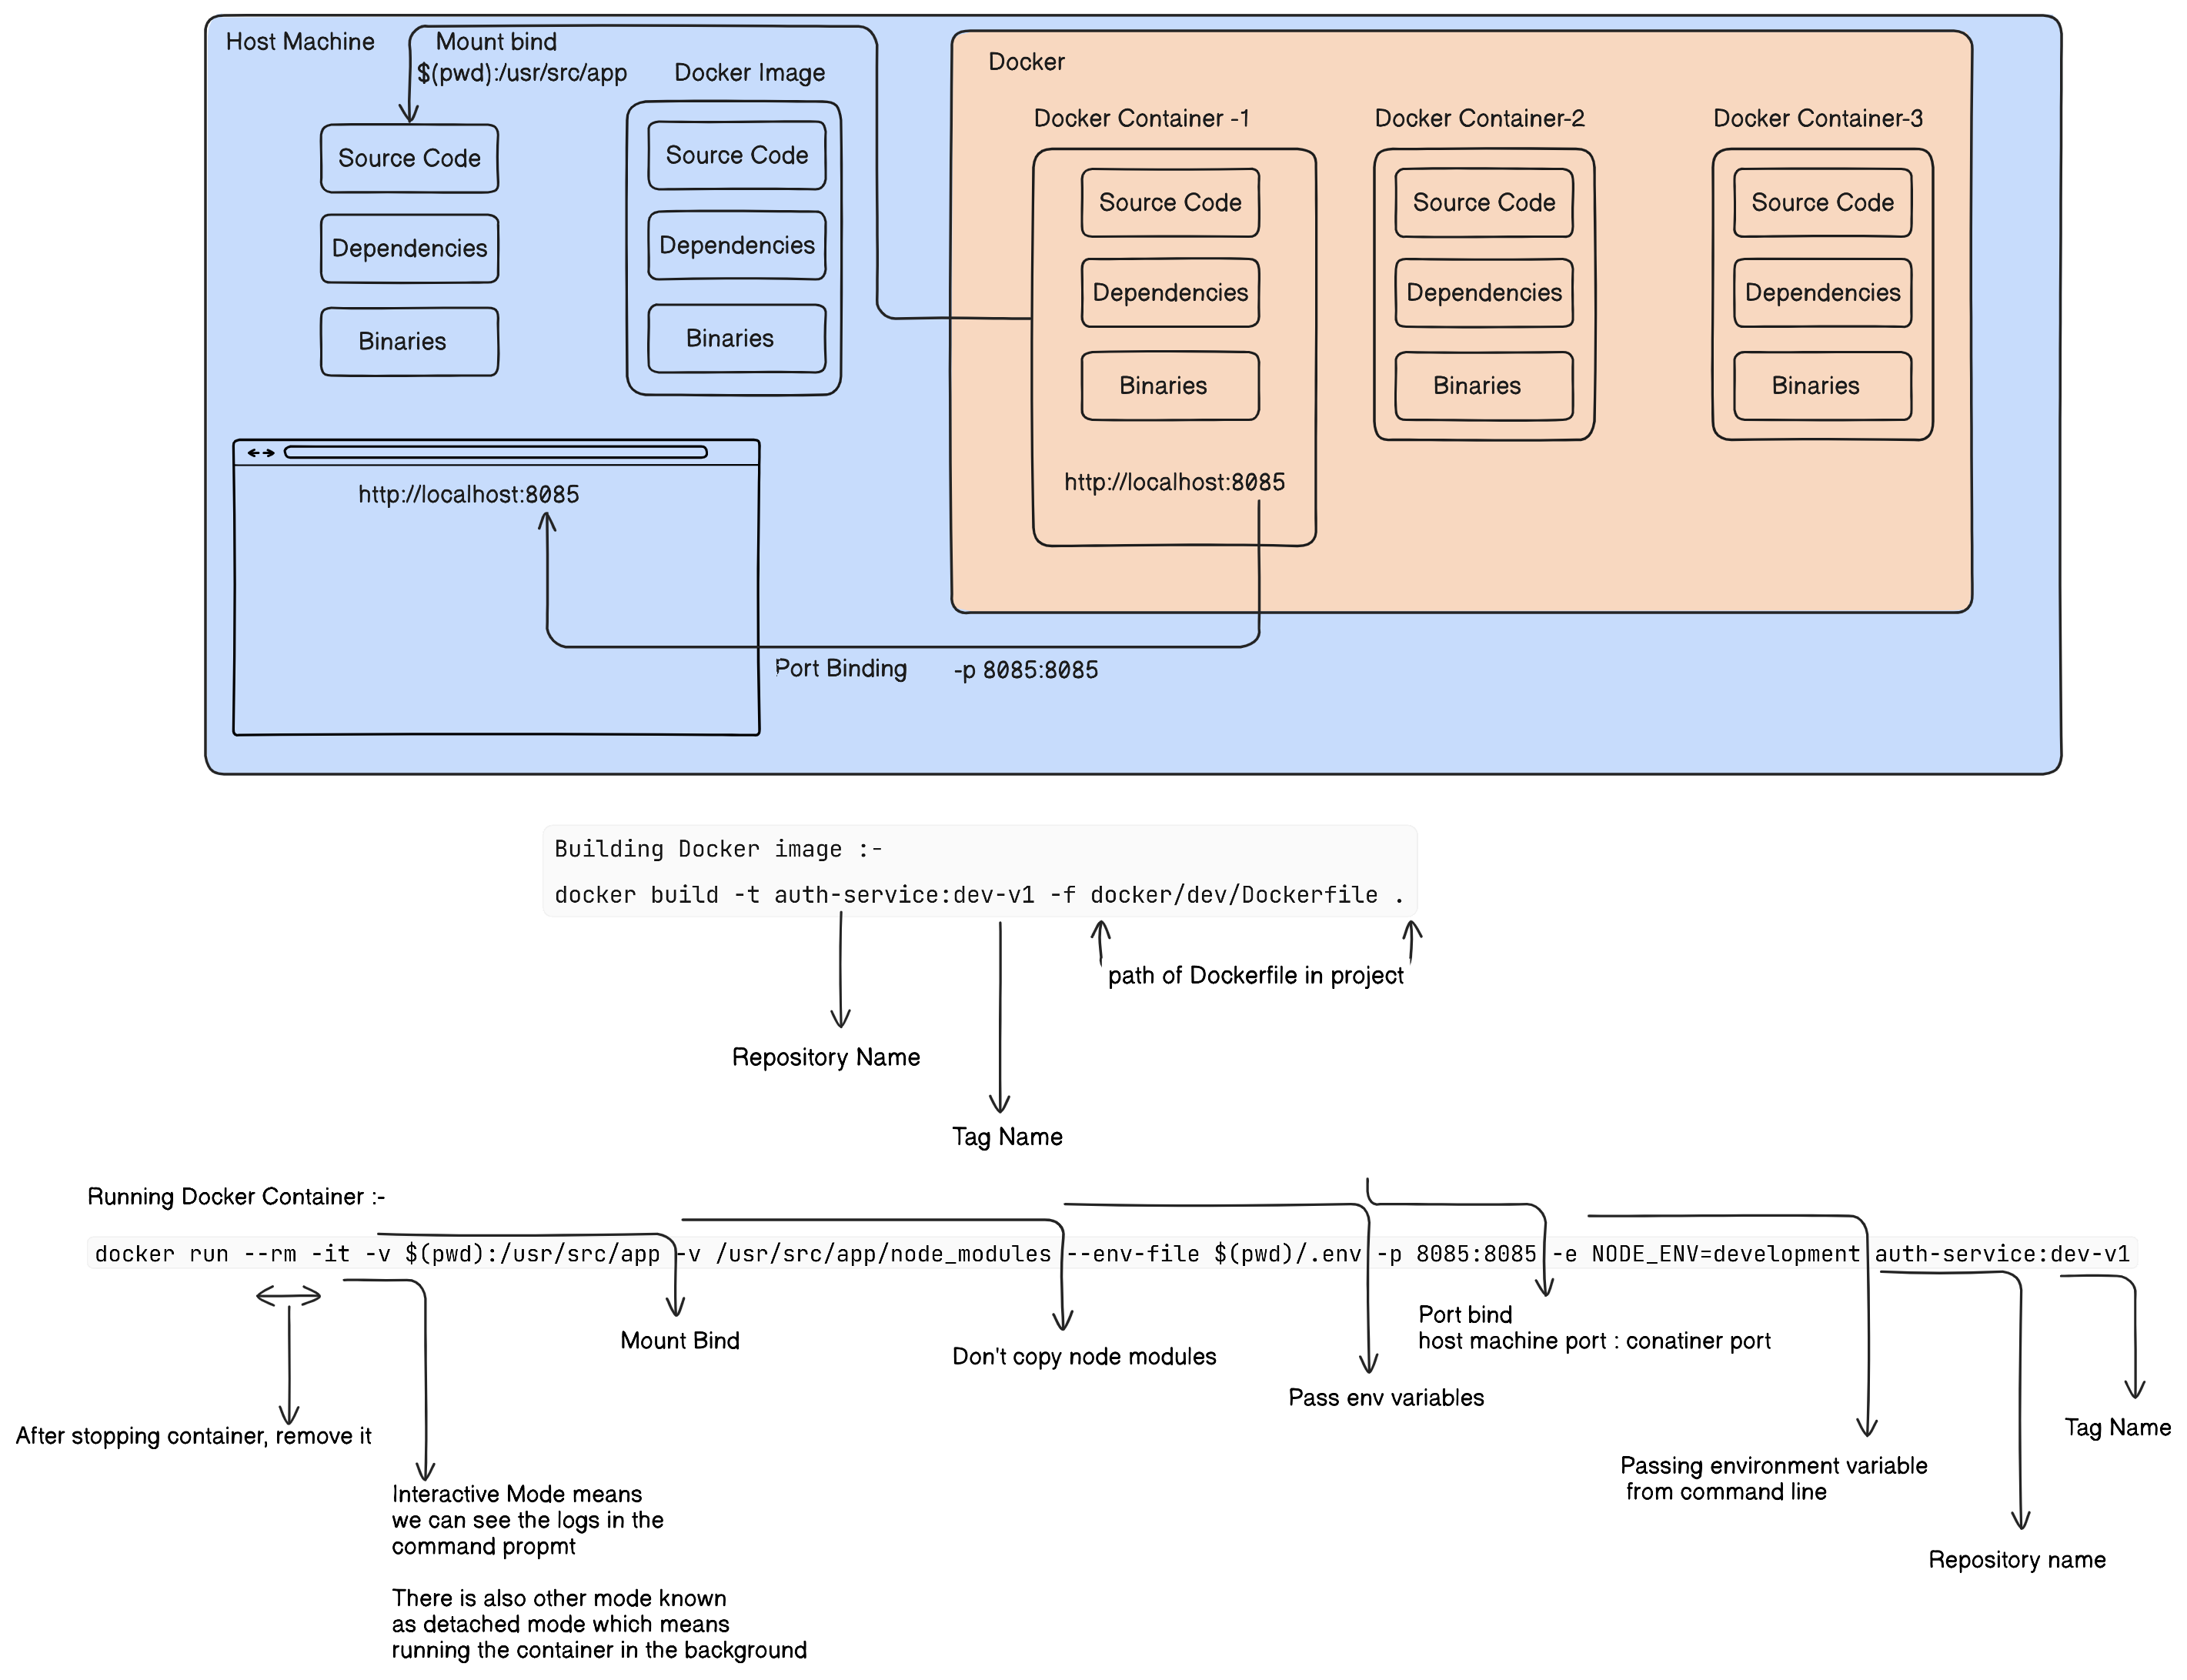 Host Machine
Mount bind
$(pwd):/usr/src/app
Docker Image
Source Code
Dependencies
Binaries
Source Code
Dependencies
Binaries
Docker
Docker Container -1
Source Code
Dependencies
Binaries
http://localhost:8085
Docker Container-2
Source Code
Dependencies
Binaries
Docker Container-3
Source Code
Dependencies
Binaries
http://localhost:8085
Port Binding
-p 8085:8085
Building Docker image :-
docker build -t auth-service:dev-v1 -f docker/dev/Dockerfile .
path of Dockerfile in project
Repository Name
Tag Name
Running Docker Container :-
docker run --rm -it -v $(pwd):/usr/src/app -v /usr/src/app/node_modules --env-file $(pwd)/.env -p 8085:8085 -e NODE_ENV=development auth-service:dev-v1
After stopping container, remove it
Interactive Mode means
we can see the logs in the
command propmt
There is also other mode known
as detached mode which means
running the container in the background
Mount Bind
Don't copy node modules
Pass env variables
Port bind
host machine port : conatiner port
Passing environment variable
from command line
Repository name
Tag Name